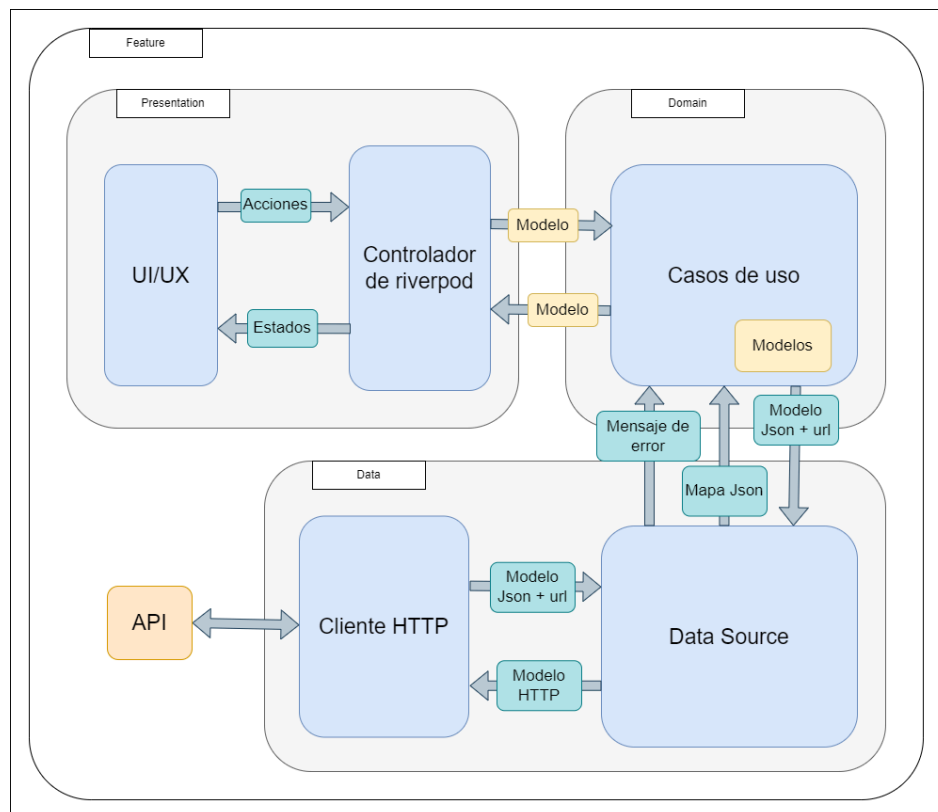 Feature
Presentation
Domain
UI/UX
Acciones
Estados
Controlador
de riverpod
Modelo
Modelo
Casos de uso
Modelos
Mensaje de
error
Mapa Json
Modelo
Json + url
Data
API
Cliente HTTP
Modelo
Json + url
Modelo
HTTP
Data Source